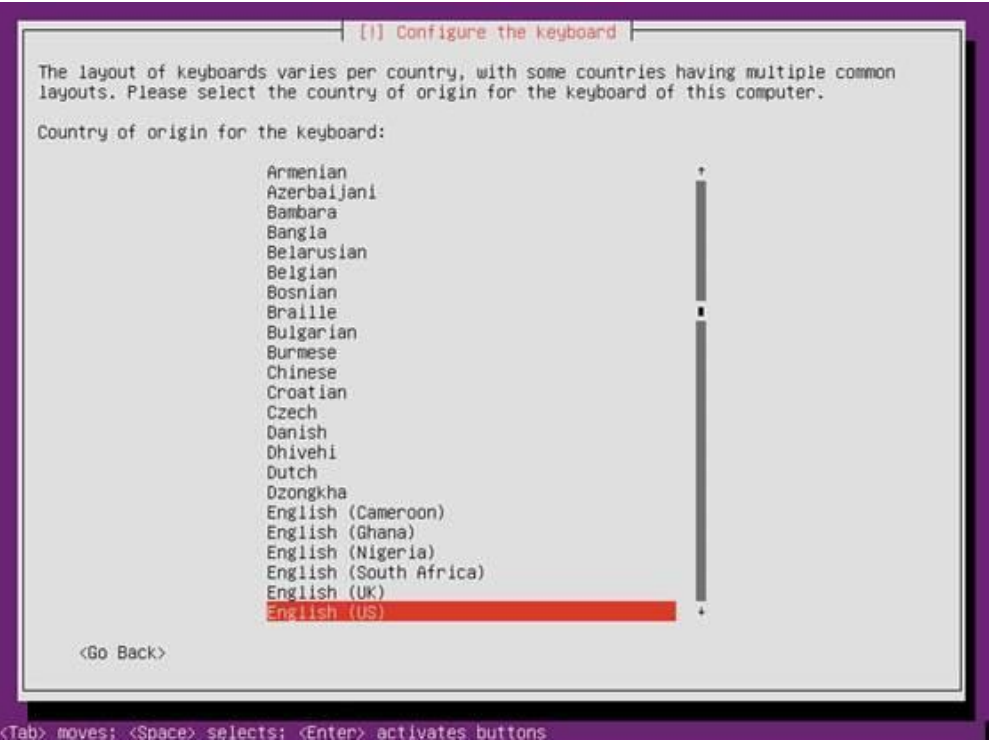 [!] Configure the keyboard
The layout of keyboards varies per country, with some countries having multiple common
layouts. Please select the country of origin for the keyboard of this computer.
Country of origin for the keyboard:
Armenian
Azerbaijani
Bambara
Bangla
Belarusian
Belgian
Bosnian
Braille
Bulgarian
Burmese
Chinese
Croatian
Czech
Danish
Dhivehi
Dutch
Dzongkha
English (Cameroon)
English (Ghana)
English (Nigeria)
English (South Africa)
English (UK)
English (US)
<Go Back>
<Tab> moves; <Space> selects; <Enter> activates buttons